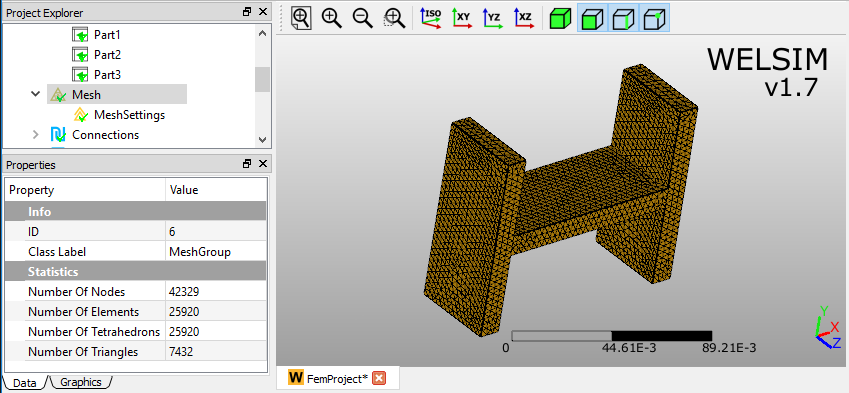 Project Explorer
Part1
Part2
Part3
Mesh
MeshSettings
Connections
Properties
Property Value
Info
ID 6
Class Label MeshGroup
Statistics
Number Of Nodes 42329
Number Of Elements 25920
Number Of Tetrahedrons 25920
Number Of Triangles 7432
Data Graphics
ISO XY YZ XZ
WELSIM
v1.7
0 44.61E-3 89.21E-3
Y
X
Z
W FemProject*